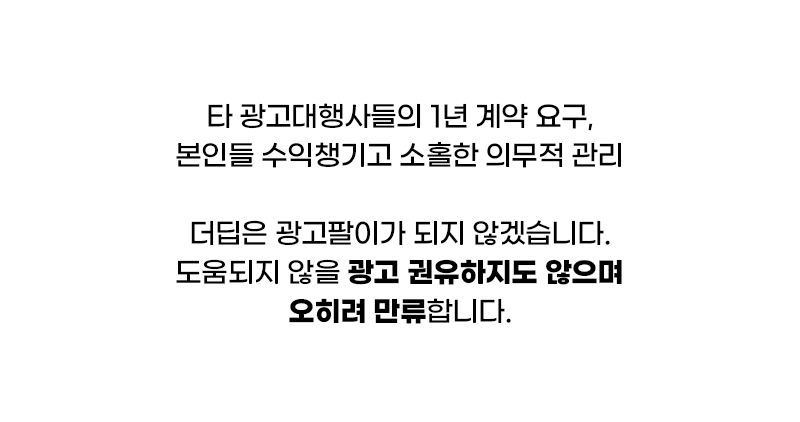 타 광고대행사들의 1년 계약 요구,
본인들 수익챙기고 소홀한 의무적 관리
더딥은 광고팔이가 되지 않겠습니다.
도움되지 않을 광고 권유하지도 않으며
오히려 만류합니다.